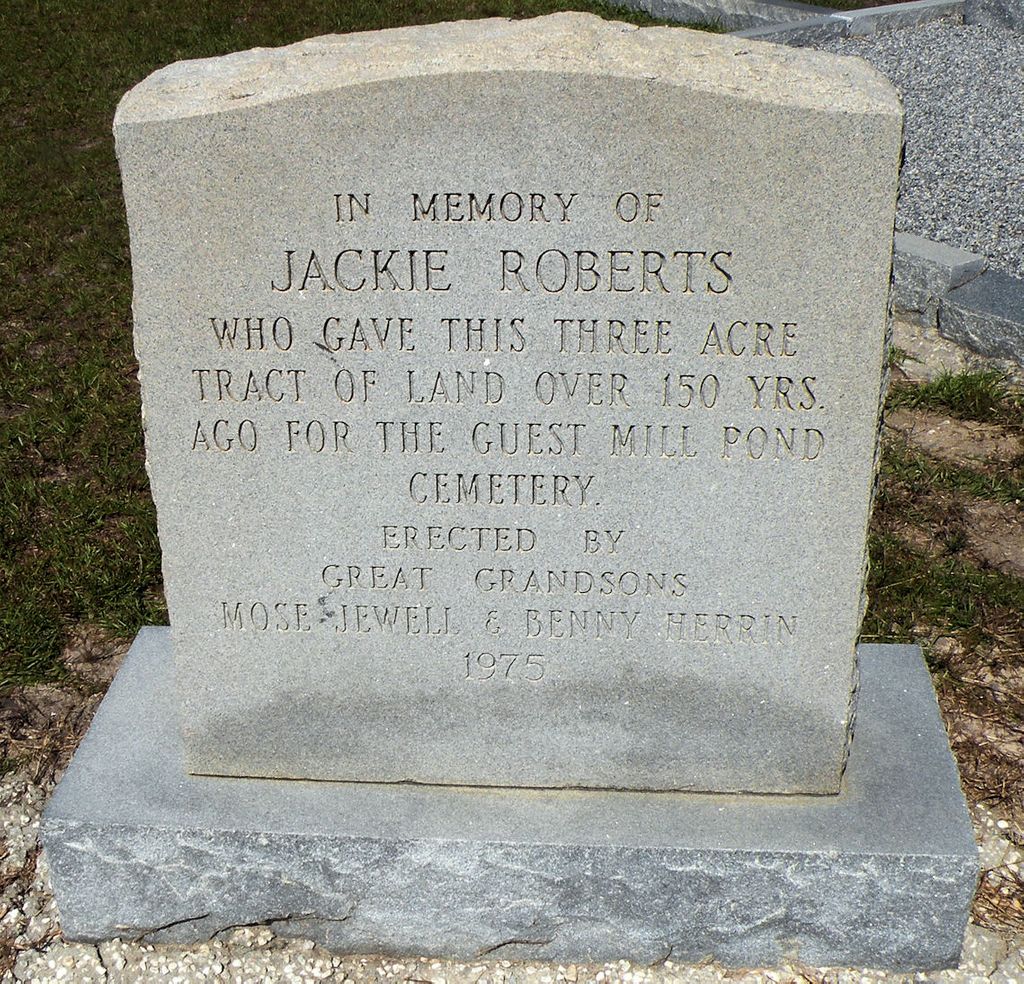 IN MEMORY OF
JACKIE ROBERTS
WHO GAVE THIS THREE ACRE
TRACT OF LAND OVER 150 YRS.
AGO FOR THE GUEST MILL POND
CEMETERY.
ERECTED BY
GREAT GRANDSONS
MOSE JEWELL & BENNY HERRIN
1975